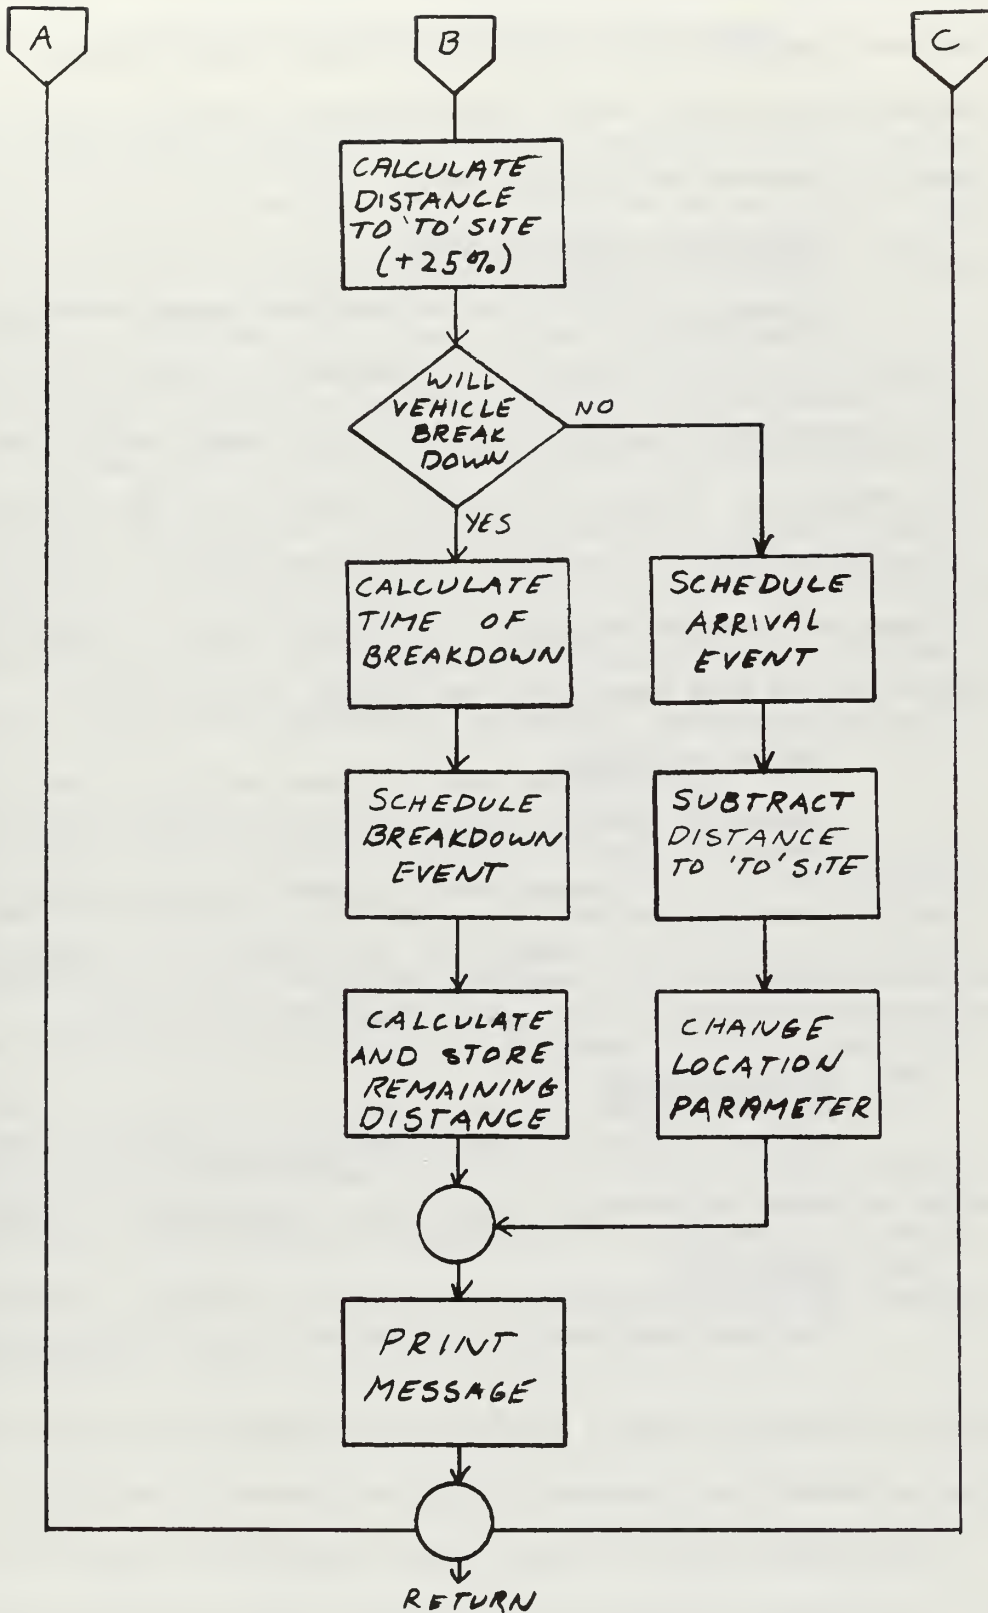 A
B
C
CALCULATE
DISTANCE
TO 'TO' SITE
(+25%)
WILL
VEHICLE
BREAK
DOWN
NO
YES
CALCULATE
TIME OF
BREAKDOWN
SCHEDULE
ARRIVAL
EVENT
SCHEDULE
BREAKDOWN
EVENT
SUBTRACT
DISTANCE
TO 'TO' SITE
CALCULATE
AND STORE
REMAINING
DISTANCE
CHANGE
LOCATION
PARAMETER
PRINT
MESSAGE
RETURN